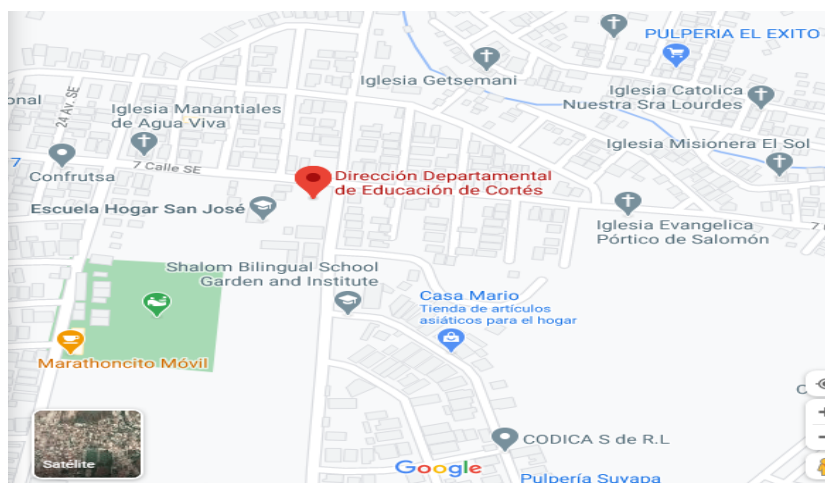 PULPERIA EL EXITO
Iglesia Getsemani
Iglesia Catolica
Nuestra Sra Lourdes
onal
24 Av. SE
Iglesia Manantiales
de Agua Viva
Iglesia Misionera El Sol
7
7 Calle SE
Confrutsa
Dirección Departamental
de Educación de Cortés
Escuela Hogar San José
Iglesia Evangelica
Pórtico de Salomón
7
Shalom Bilingual School
Garden and Institute
Casa Mario
Tienda de artículos
asiáticos para el hogar
Marathoncito Móvil
C
CODICA S de R.L
Satélite
Google
Pulpería Suyapa